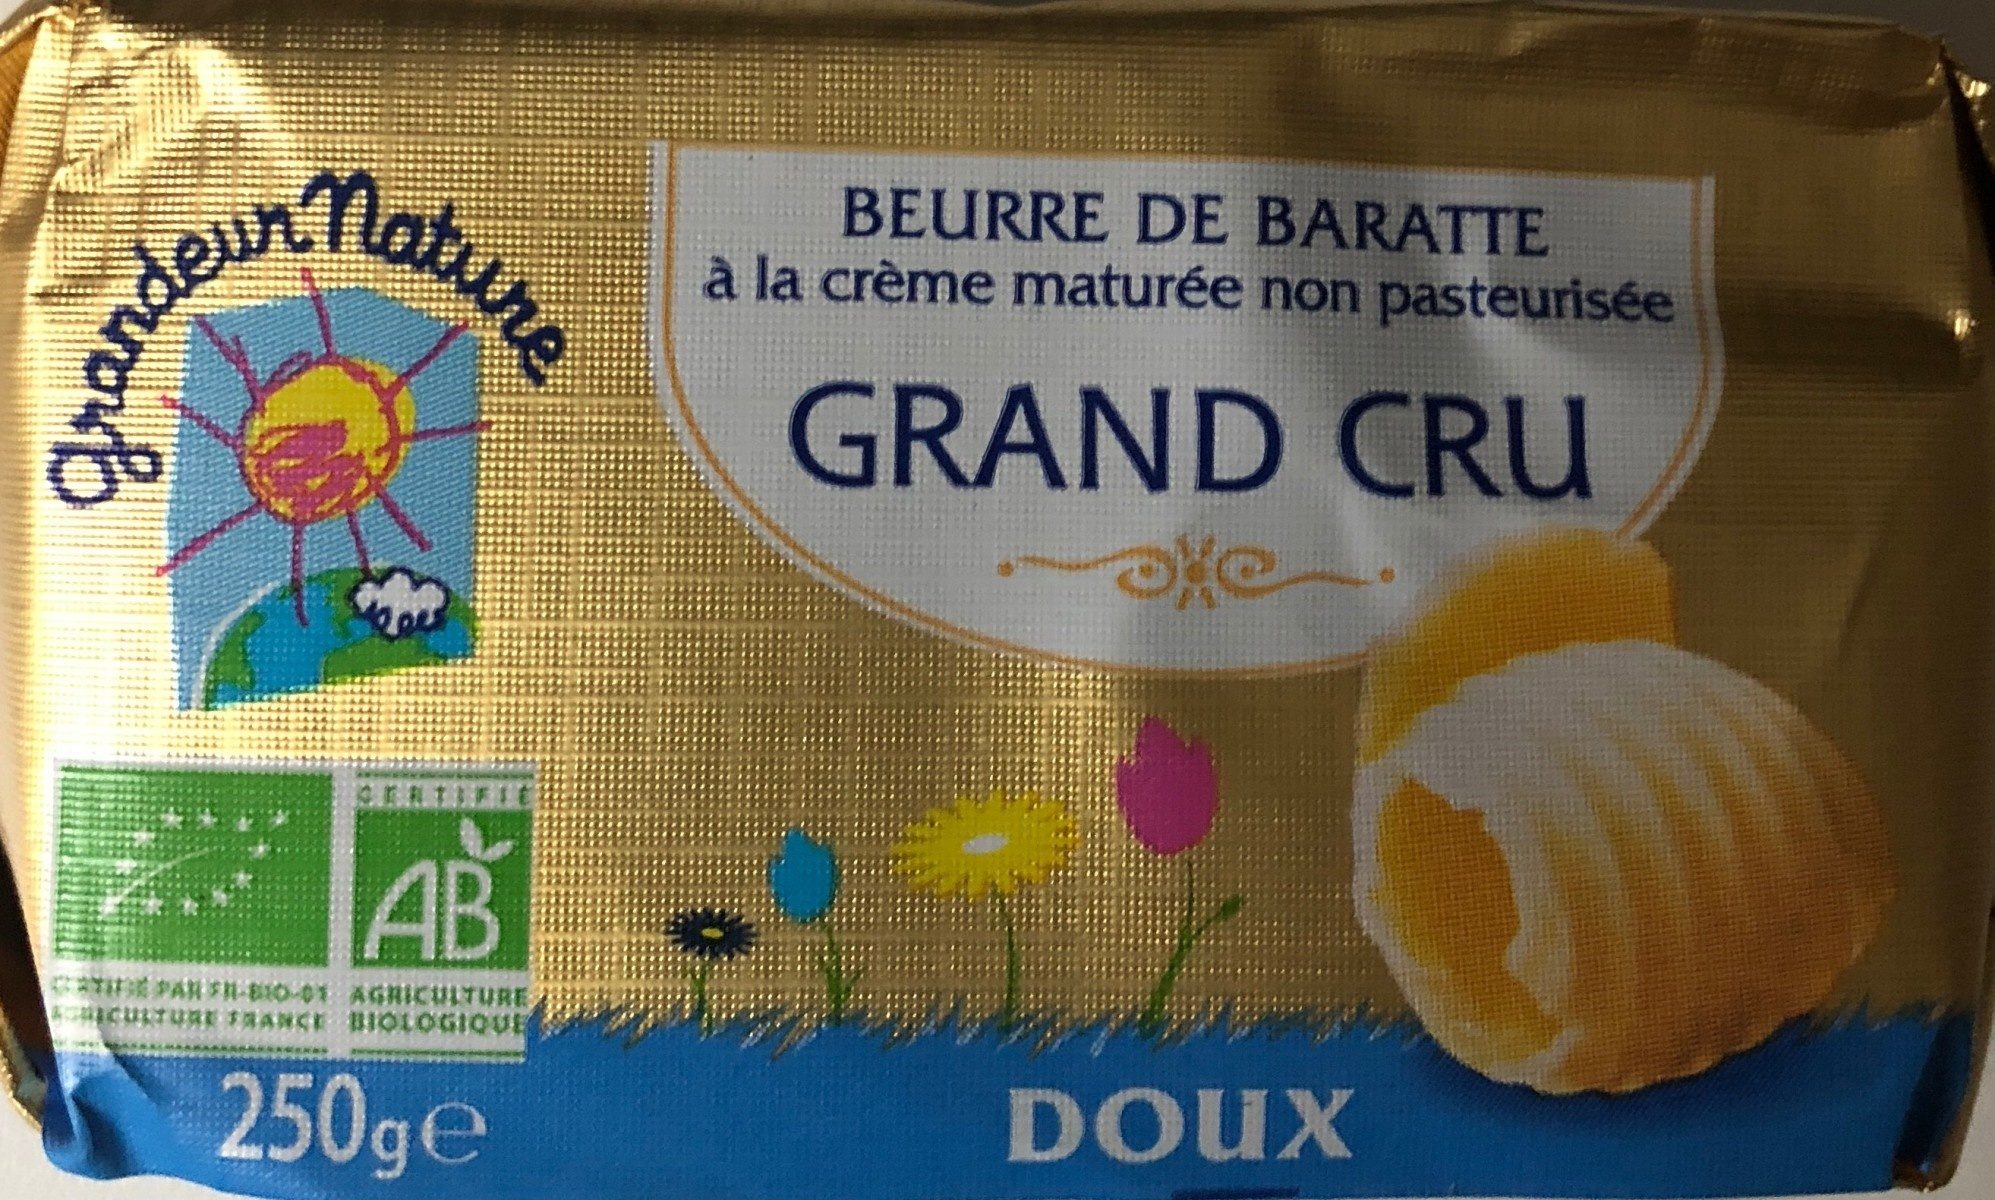 grandeur Nature
BEURRE DE BARATTE
à la crème maturée non pasteurisée
GRAND CRU
CERTIFIÉ
AB
CERTIFIÉ PAR FR-BIO-01
AGRICULTURE FRANCE
AGRICULTURE
BIOLOGIQUE
250g e
DOUX